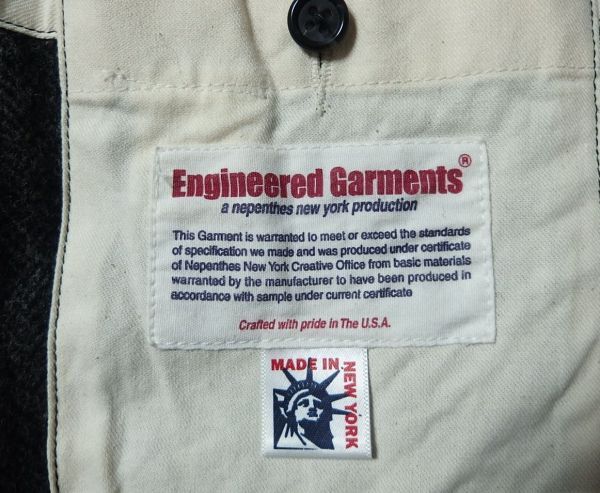 Engineered Garments®
a nepenthes new york production
This Garment is warranted to meet or exceed the standards
of specification we made and was produced under certificate
of Nepenthes New York Creative Office from basic materials
warranted by the manufacturer to have been produced in
accordance with sample under current certificate
Crafted with pride in The U.S.A.
MADE IN
NEW YORK